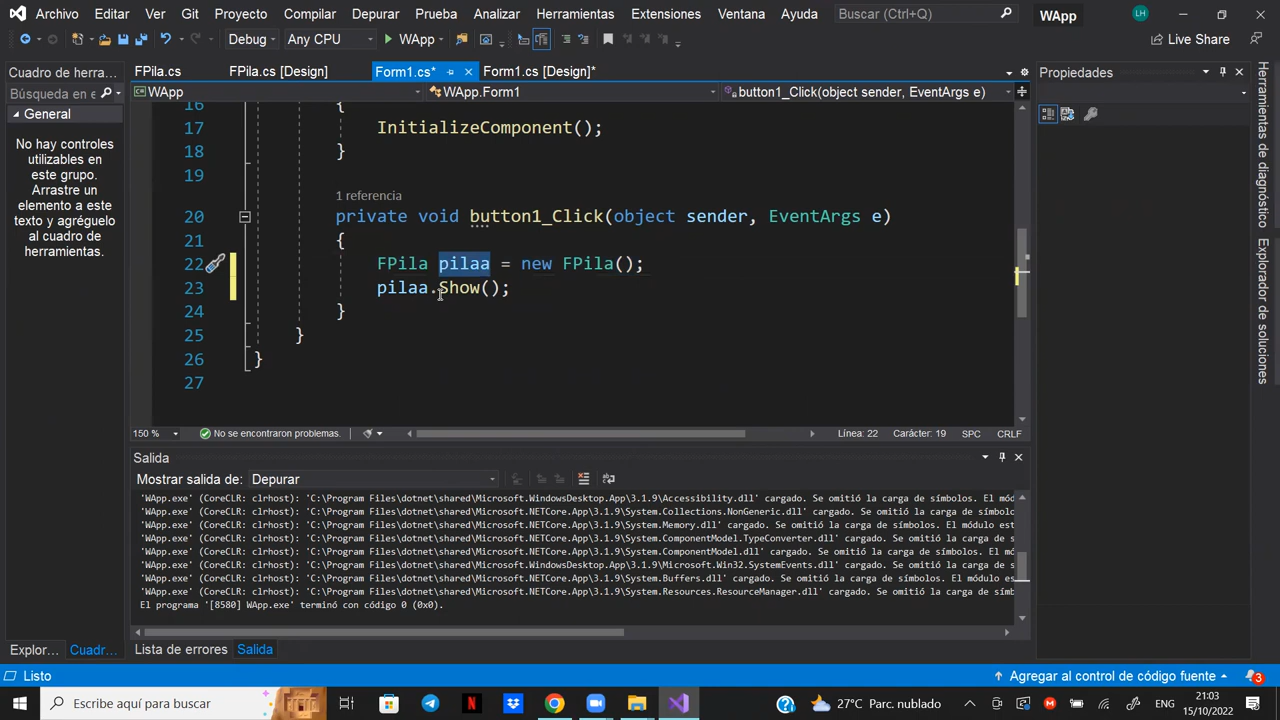 Archivo Editar Ver Git Proyecto Compilar Depurar Prueba Analizar Herramientas Extensiones Ventana Ayuda Buscar (Ctrl+Q) WApp LH
Debug Any CPU WApp Live Share
Cuadro de herra... FPila.cs FPila.cs [Design] Form1.cs* Form1.cs [Design]* Propiedades
Búsqueda en e WApp WApp.Form1 button1_Click(object sender, EventArgs e)
General
No hay controles
utilizables en
este grupo.
Arrastre un
elemento a este
texto y agréguelo
al cuadro de
herramientas.
16 {
17 InitializeComponent();
18 }
19
1 referencia
20 private void button1_Click(object sender, EventArgs e)
21 {
22 FPila pilaa = new FPila();
23 pilaa.Show();
24 }
25 }
26 }
27
150 % No se encontraron problemas. Línea: 22 Carácter: 19 SPC CRLF
Salida
Mostrar salida de: Depurar
'WApp.exe' (CoreCLR: clrhost): 'C:\Program Files\dotnet\shared\Microsoft.WindowsDesktop.App\3.1.9\Accessibility.dll' cargado. Se omitió la carga de símbolos. El módulo est
'WApp.exe' (CoreCLR: clrhost): 'C:\Program Files\dotnet\shared\Microsoft.NETCore.App\3.1.9\System.Collections.NonGeneric.dll' cargado. Se omitió la carga de símbolo
'WApp.exe' (CoreCLR: clrhost): 'C:\Program Files\dotnet\shared\Microsoft.NETCore.App\3.1.9\System.Memory.dll' cargado. Se omitió la carga de símbolos. El módulo est
'WApp.exe' (CoreCLR: clrhost): 'C:\Program Files\dotnet\shared\Microsoft.NETCore.App\3.1.9\System.ComponentModel.TypeConverter.dll' cargado. Se omitió la carga de sí
'WApp.exe' (CoreCLR: clrhost): 'C:\Program Files\dotnet\shared\Microsoft.NETCore.App\3.1.9\System.ComponentModel.dll' cargado. Se omitió la carga de símbolos. El mód
'WApp.exe' (CoreCLR: clrhost): 'C:\Program Files\dotnet\shared\Microsoft.WindowsDesktop.App\3.1.9\Microsoft.Win32.SystemEvents.dll' cargado. Se omitió la carga de sí
'WApp.exe' (CoreCLR: clrhost): 'C:\Program Files\dotnet\shared\Microsoft.NETCore.App\3.1.9\System.Buffers.dll' cargado. Se omitió la carga de símbolos. El módulo es
'WApp.exe' (CoreCLR: clrhost): 'C:\Program Files\dotnet\shared\Microsoft.NETCore.App\3.1.9\System.Resources.ResourceManager.dll' cargado. Se omitió la carga de símbo
El programa '[8580] WApp.exe' terminó con código 0 (0x0).
Explor... Cuadr... Lista de errores Salida
Herramientas de diagnóstico
Explorador de soluciones
Listo Agregar al control de código fuente 3
Escribe aquí para buscar 27°C Parc. nublado ENG 21:03
15/10/2022